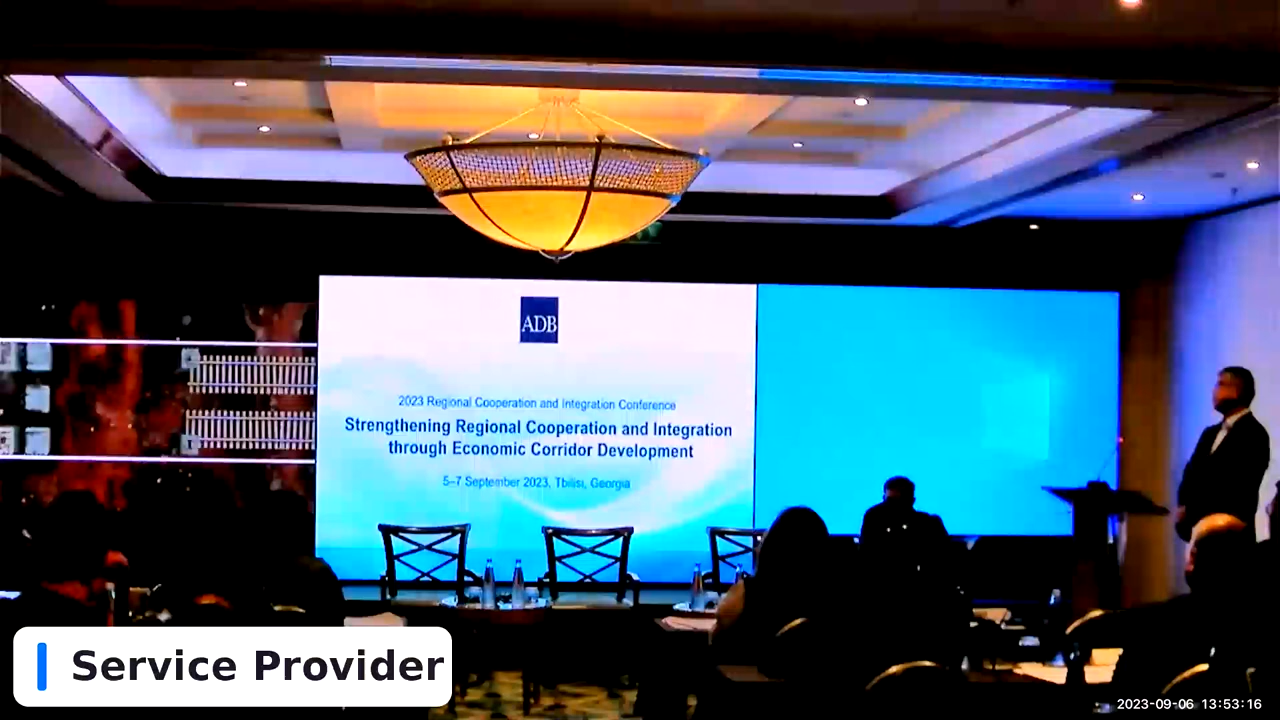 ADB
2023 Regional Cooperation and Integration Conference
Strengthening Regional Cooperation and Integration
through Economic Corridor Development
5–7 September 2023, Tbilisi, Georgia
Service Provider
2023-09-06 13:53:16